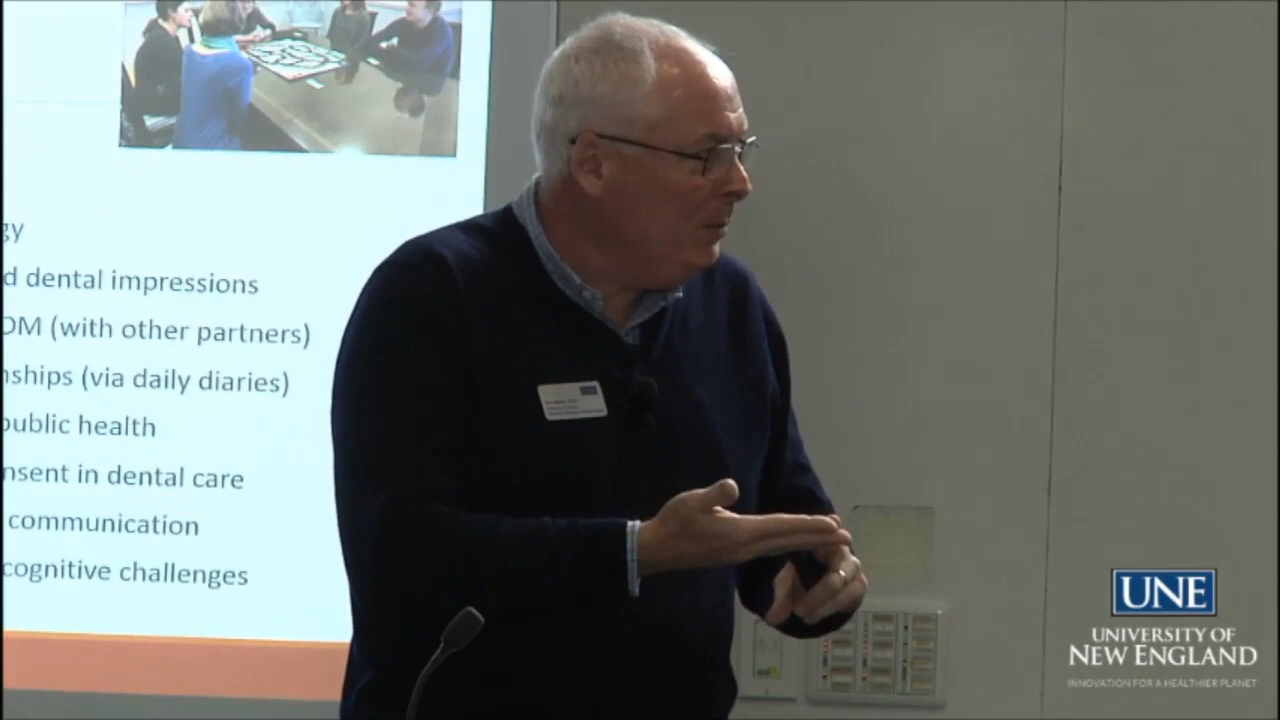 gy
d dental impressions
DM (with other partners)
nships (via daily diaries)
public health
nsent in dental care
communication
cognitive challenges
UNE
UNIVERSITY OF
NEW ENGLAND
INNOVATION FOR A HEALTHIER PLANET